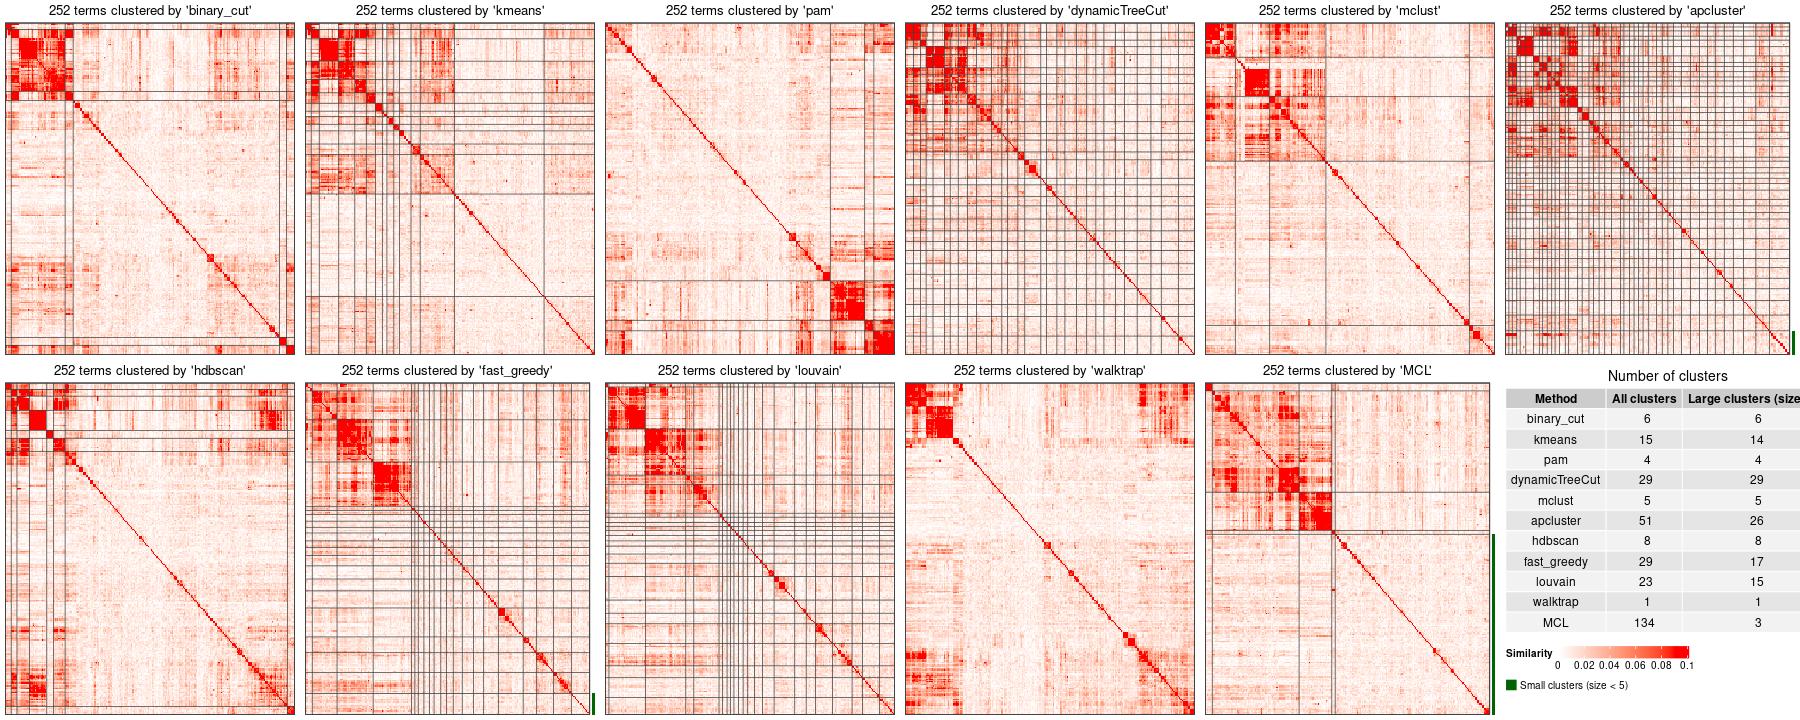 252 terms clustered by 'binary_cut'
252 terms clustered by 'kmeans'
252 terms clustered by 'pam'
252 terms clustered by 'dynamicTreeCut'
252 terms clustered by 'mclust'
252 terms clustered by 'apcluster'
252 terms clustered by 'hdbscan'
252 terms clustered by 'fast_greedy'
252 terms clustered by 'louvain'
252 terms clustered by 'walktrap'
252 terms clustered by 'MCL'
Number of clusters
Method All clusters Large clusters (size
binary_cut 6 6
kmeans 15 14
pam 4 4
dynamicTreeCut 29 29
mclust 5 5
apcluster 51 26
hdbscan 8 8
fast_greedy 29 17
louvain 23 15
walktrap 1 1
MCL 134 3
Similarity
0 0.02 0.04 0.06 0.08 0.1
Small clusters (size < 5)